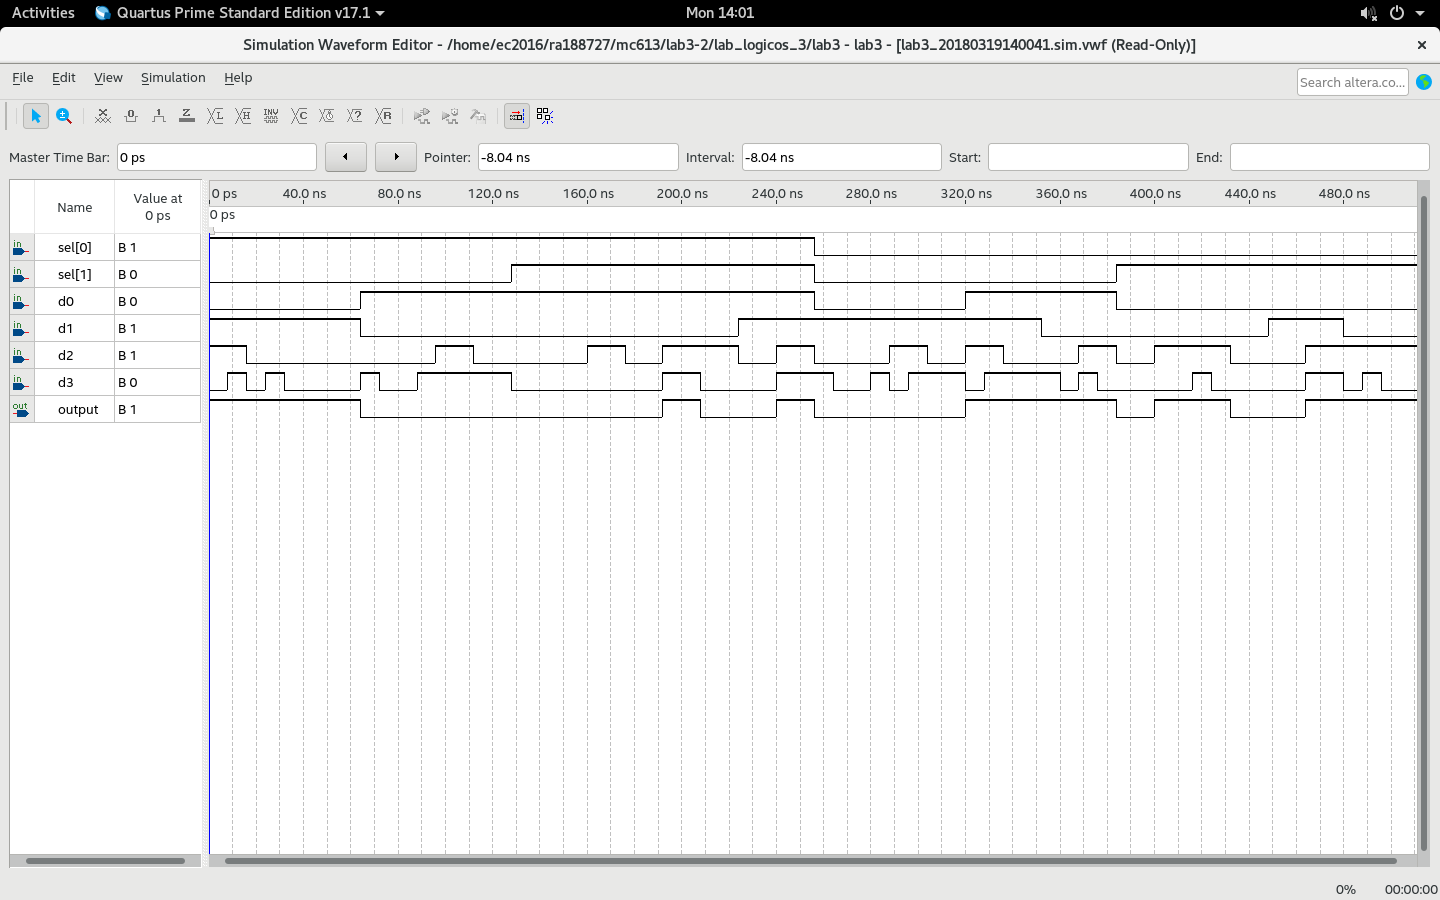 Activities Quartus Prime Standard Edition v17.1 Mon 14:01
Simulation Waveform Editor - /home/ec2016/ra188727/mc613/lab3-2/lab_logicos_3/lab3 - lab3 - [lab3_20180319140041.sim.vwf (Read-Only)]
File Edit View Simulation Help Search altera.co...
Master Time Bar: 0 ps Pointer: -8.04 ns Interval: -8.04 ns Start: End:
Name Value at 0 ps
0 ps 40.0 ns 80.0 ns 120.0 ns 160.0 ns 200.0 ns 240.0 ns 280.0 ns 320.0 ns 360.0 ns 400.0 ns 440.0 ns 480.0 ns
0 ps
in sel[0] B 1
in sel[1] B 0
in d0 B 0
in d1 B 1
in d2 B 1
in d3 B 0
out output B 1
0% 00:00:00